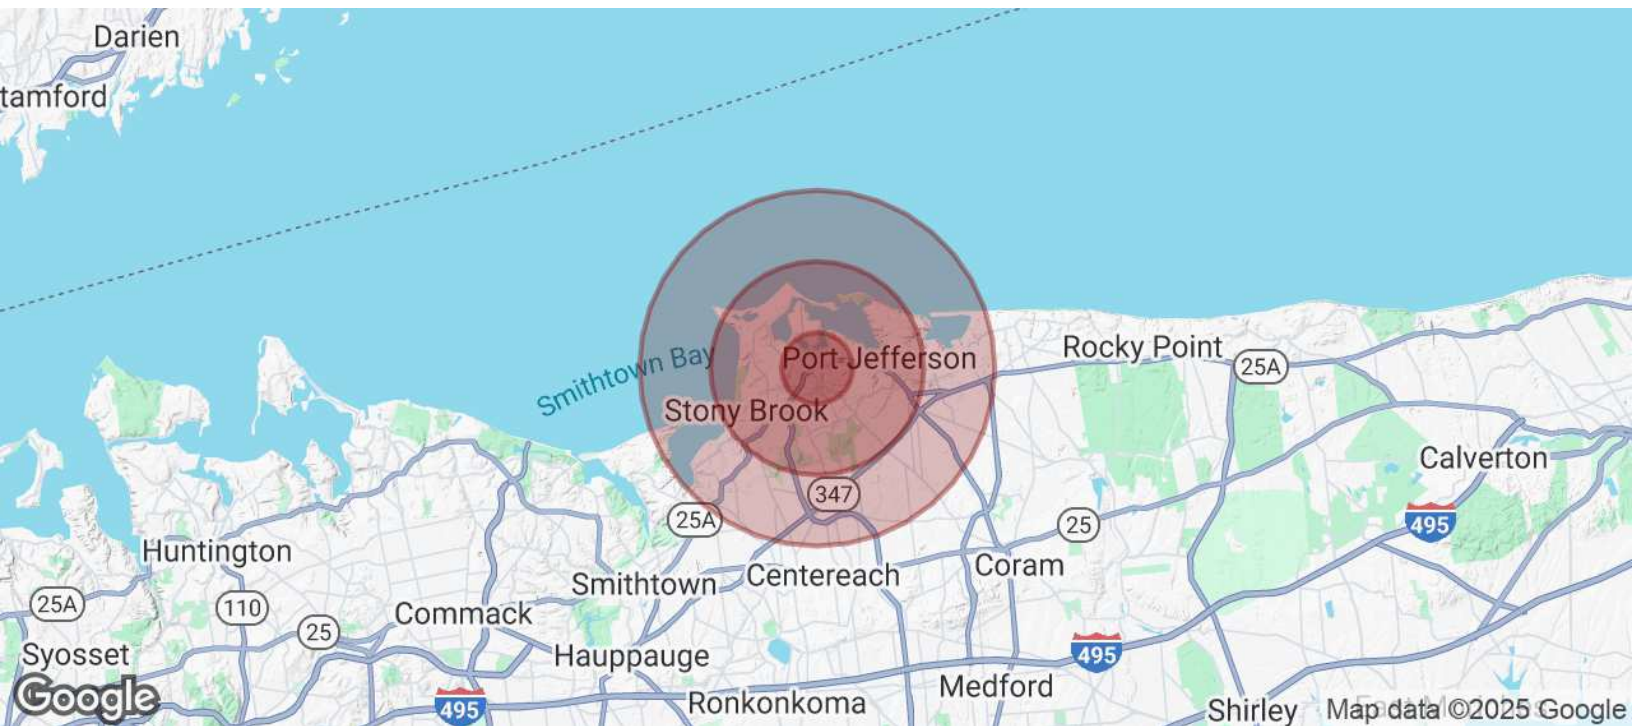 Darien
tamford
Smithtown Bay
Port Jefferson
Rocky Point
25A
Stony Brook
Calverton
347
25A
25
495
Huntington
Coram
Smithtown
Centereach
25A
110
Commack
25
Syosset
Hauppauge
495
Medford
Google
495
Ronkonkoma
Shirley
Map data ©2025 Google